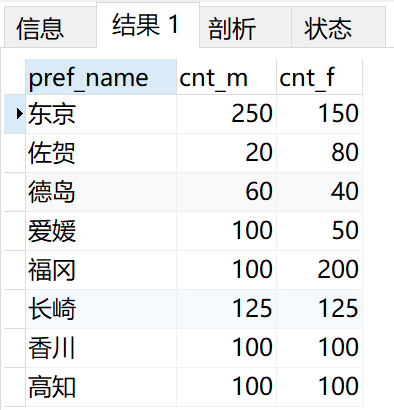 信息 结果 1 剖析 状态
pref_name cnt_m cnt_f
东京 250 150
佐贺 20 80
德岛 60 40
爱媛 100 50
福冈 100 200
长崎 125 125
香川 100 100
高知 100 100